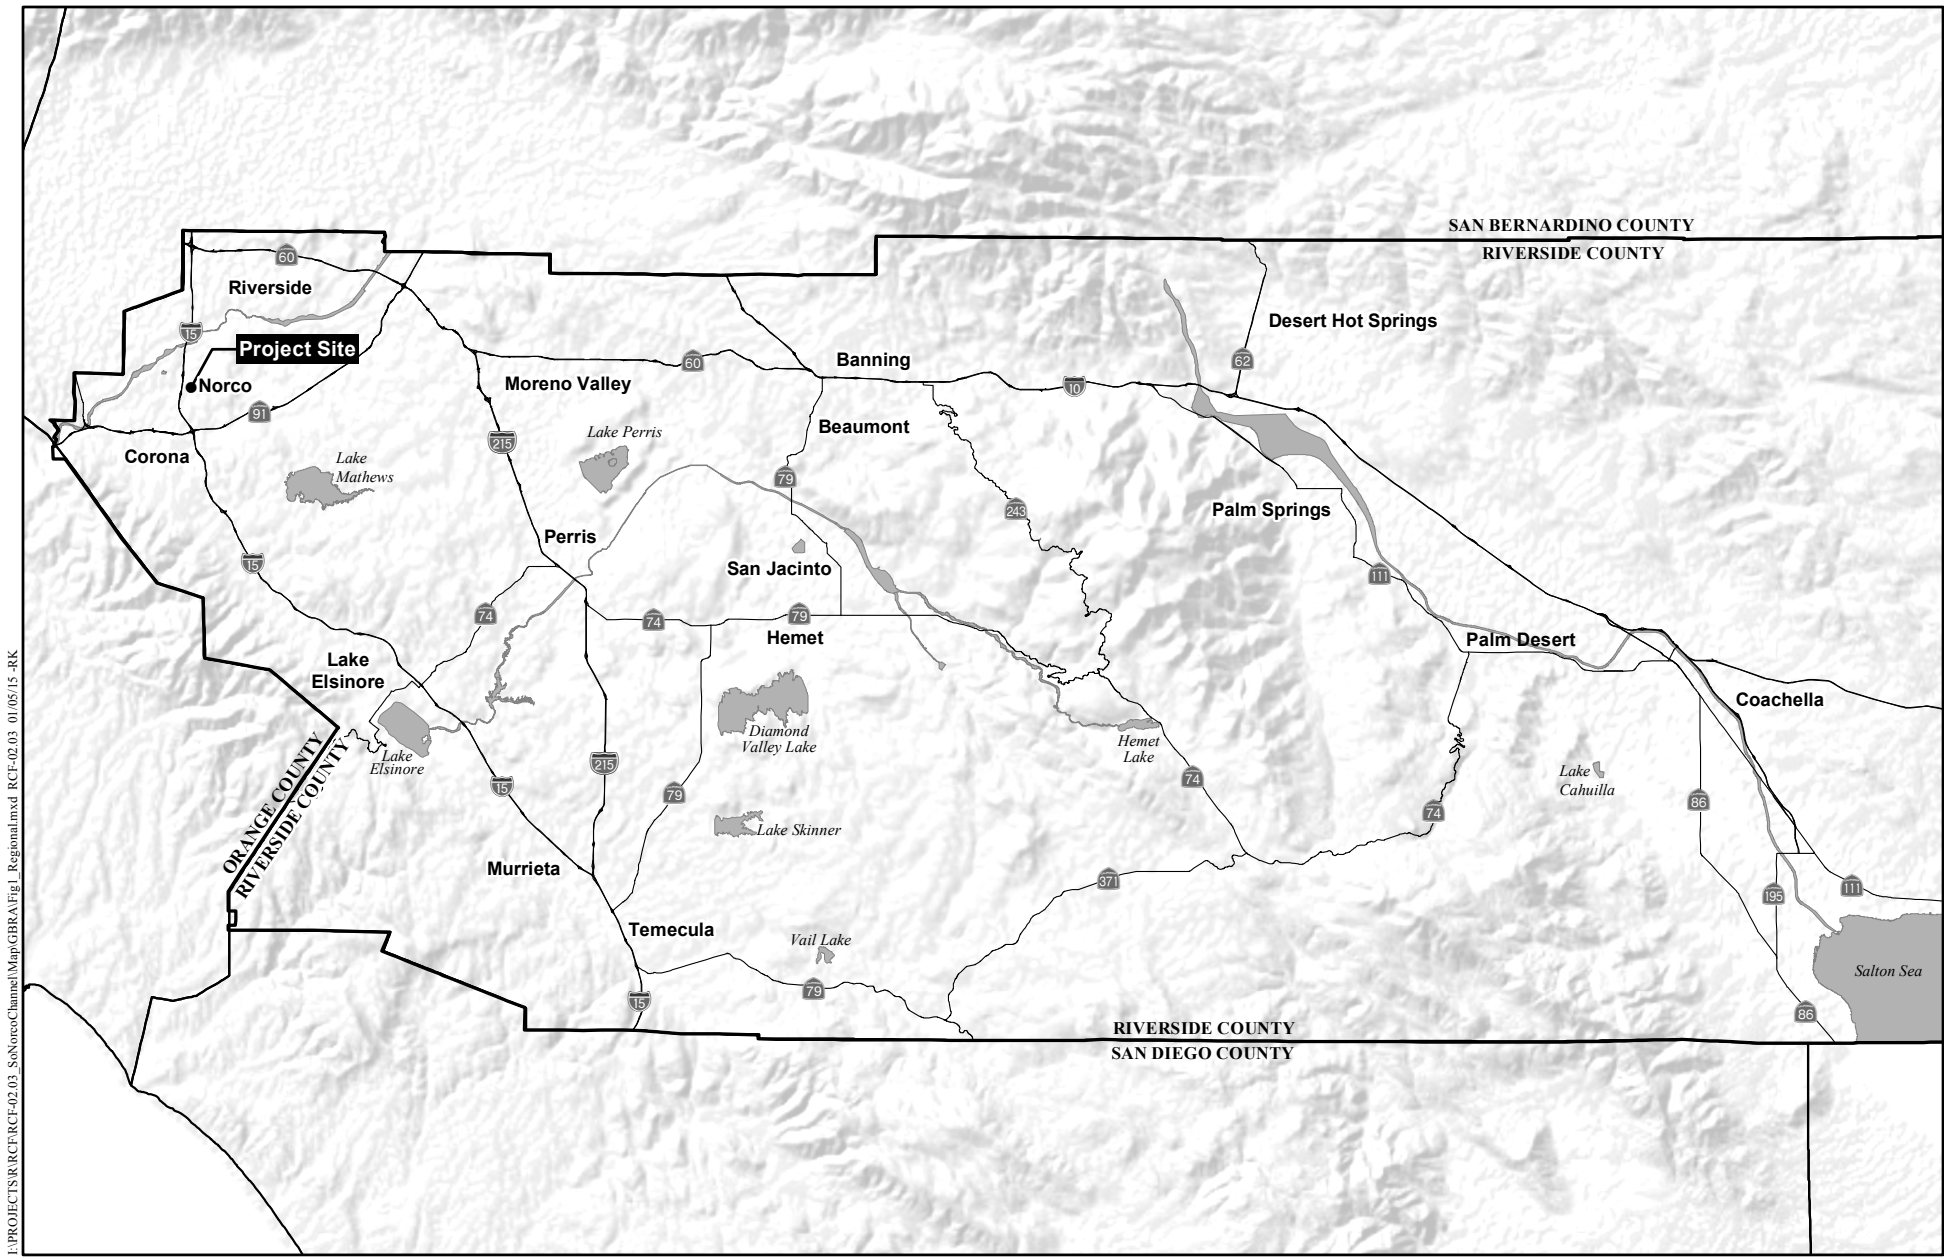 SAN BERNARDINO COUNTY
RIVERSIDE COUNTY
60
Riverside
15
Project Site
Norco
91
Corona
Lake
Mathews
Desert Hot Springs
62
Banning
60
10
Moreno Valley
Beaumont
215
Lake Perris
79
243
Palm Springs
Perris
15
San Jacinto
111
74
74
79
Hemet
Palm Desert
Lake
Elsinore
Coachella
Diamond
Valley Lake
Hemet
Lake
Lake
Elsinore
ORANGE COUNTY
RIVERSIDE COUNTY
15
215
79
74
Lake
Cahuilla
86
74
Lake Skinner
Murrieta
371
195
111
Temecula
Vail Lake
79
15
Salton Sea
86
RIVERSIDE COUNTY
SAN DIEGO COUNTY
I:\PROJECTS\R\RCF\RCF-02.03_SoNorcoChannel\Map\GBRA\Fig1_Regional.mxd RCF-02.03 01/05/15 -RK